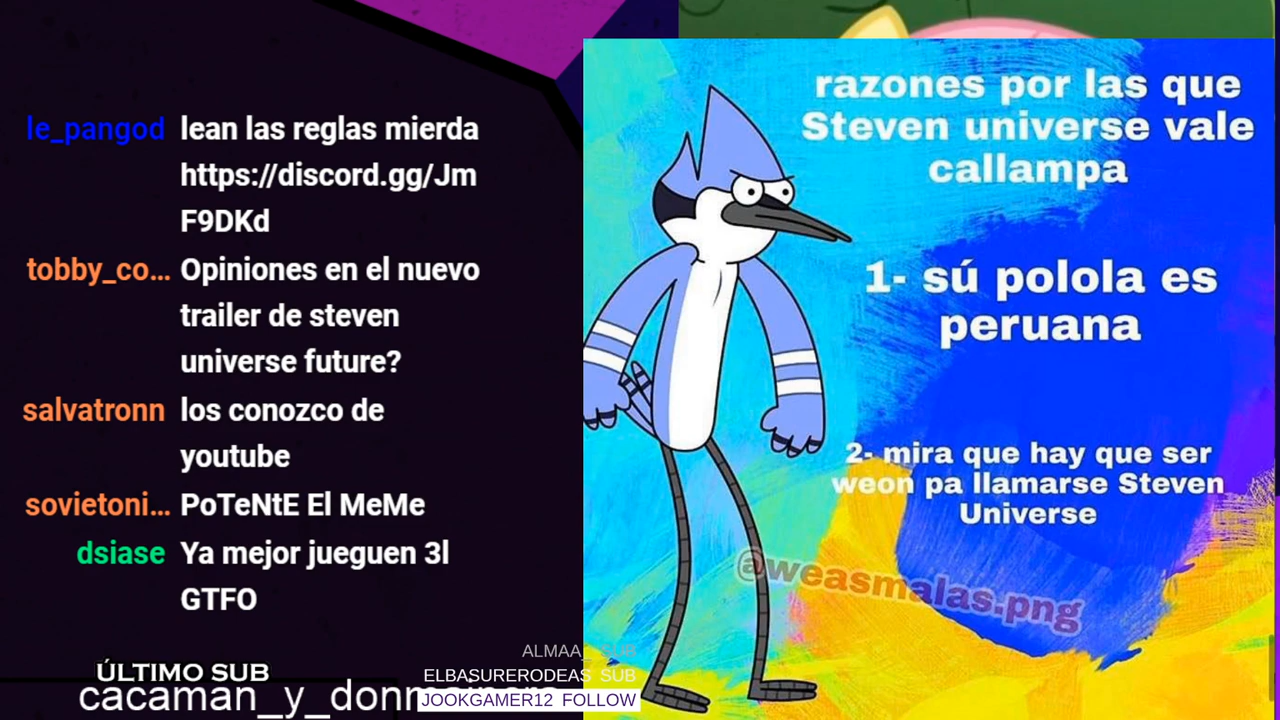 le_pangod lean las reglas mierda
https://discord.gg/Jm
F9DKd
tobby_co... Opiniones en el nuevo
trailer de steven
universe future?
salvatronn los conozco de
youtube
sovietoni... PoTeNtE El MeMe
dsiase Ya mejor jueguen 3l
GTFO
ÚLTIMO SUB
cacaman_y_donn
ALMAA_ SUB
ELBASURERODEAS SUB
JOOKGAMER12 FOLLOW
razones por las que
Steven universe vale
callampa
1- sú polola es
peruana
2- mira que hay que ser
weon pa llamarse Steven
Universe
@weasmalas.png